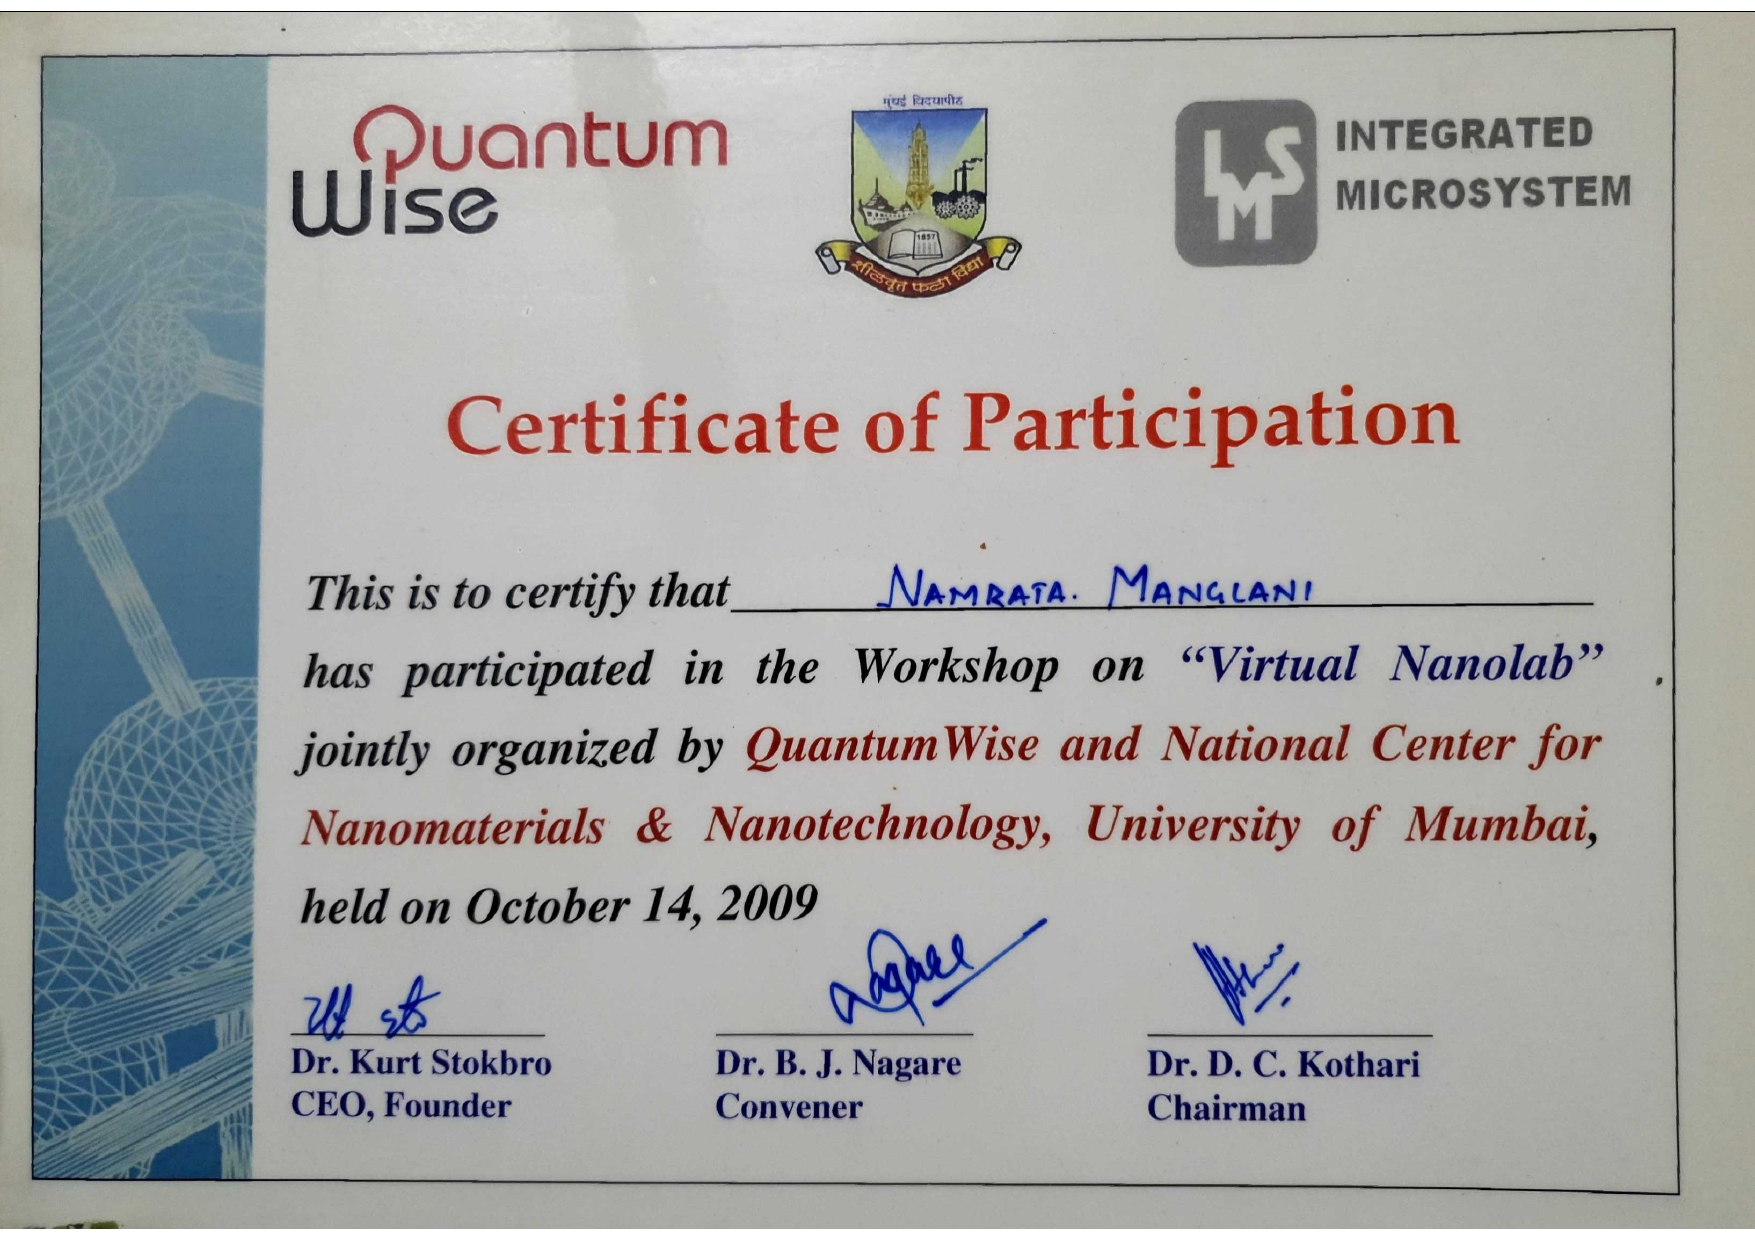 Quantum
Wise
मुंबई विद्यापीठ
1857
शीलवृत्त फला विद्या
LMS
INTEGRATED
MICROSYSTEM
Certificate of Participation
This is to certify that NAMRATA. MANGLANI
has participated in the Workshop on “Virtual Nanolab”
jointly organized by QuantumWise and National Center for
Nanomaterials & Nanotechnology, University of Mumbai,
held on October 14, 2009
Nagare
Dr. Kurt Stokbro
CEO, Founder
Dr. B. J. Nagare
Convener
Dr. D. C. Kothari
Chairman